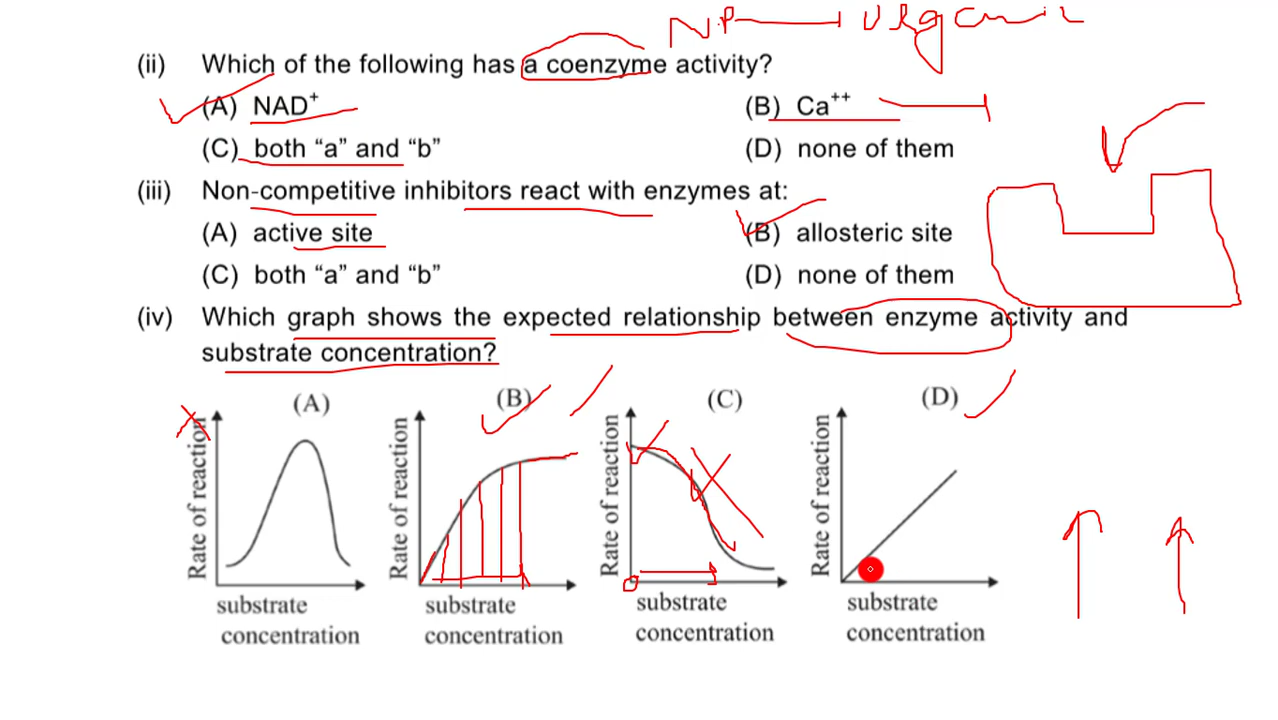 N.P Organic
(ii) Which of the following has a coenzyme activity?
(A) NAD+ (B) Ca++
(C) both “a” and “b” (D) none of them
(iii) Non-competitive inhibitors react with enzymes at:
(A) active site (B) allosteric site
(C) both “a” and “b” (D) none of them
(iv) Which graph shows the expected relationship between enzyme activity and
substrate concentration?
(A) (B) (C) (D)
Rate of reaction Rate of reaction Rate of reaction Rate of reaction
substrate substrate substrate substrate
concentration concentration concentration concentration